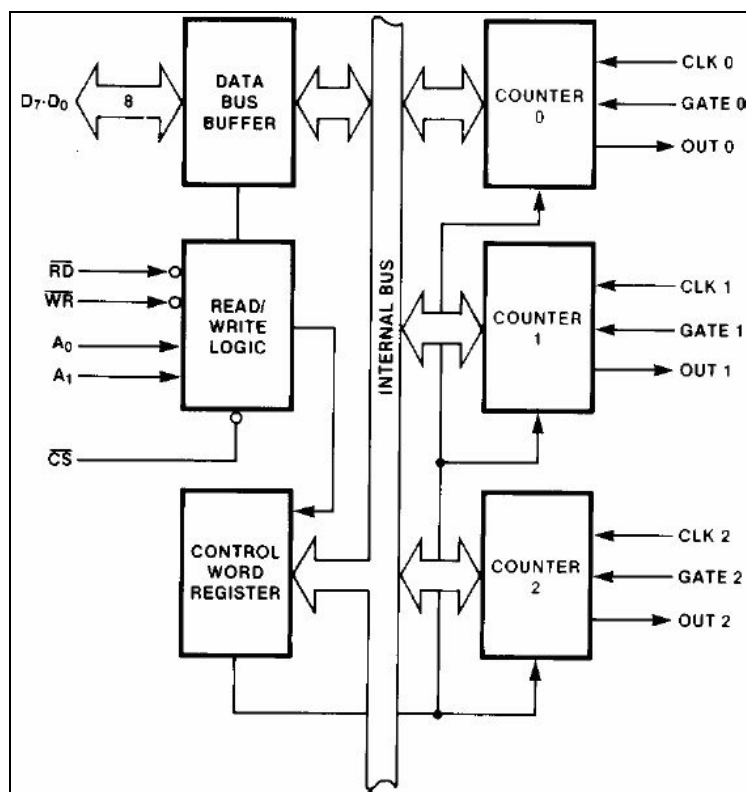 D7-D0
8
DATA
BUS
BUFFER
RD
WR
A0
A1
CS
READ/
WRITE
LOGIC
CONTROL
WORD
REGISTER
INTERNAL BUS
COUNTER
0
CLK 0
GATE 0
OUT 0
COUNTER
1
CLK 1
GATE 1
OUT 1
COUNTER
2
CLK 2
GATE 2
OUT 2